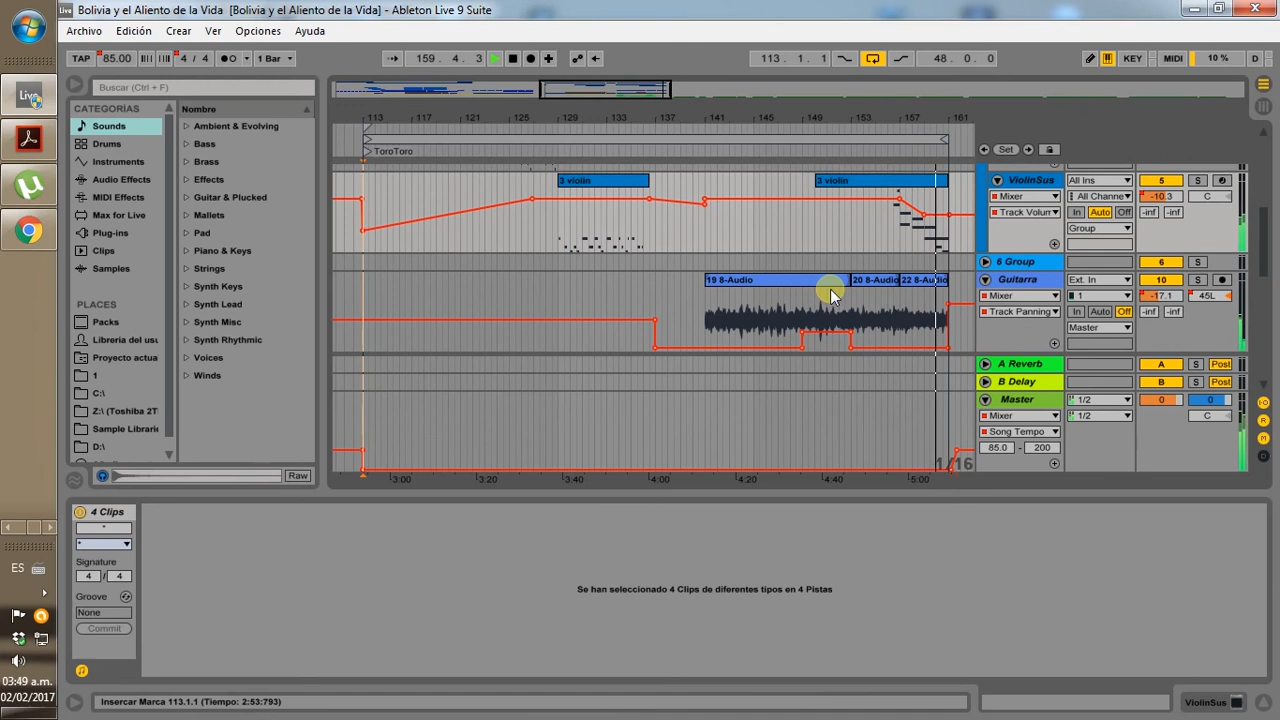 Bolivia y el Aliento de la Vida  [Bolivia y el Aliento de la Vida] - Ableton Live 9 Suite
Archivo Edición Crear Ver Opciones Ayuda
TAP 85.00 4 / 4 1 Bar 159. 4. 3 113. 1. 1 48. 0. 0 KEY MIDI 10 % D
Live
Buscar (Ctrl + F)
CATEGORÍAS
Sounds
Drums
Instruments
Audio Effects
MIDI Effects
Max for Live
Plug-ins
Clips
Samples
PLACES
Packs
Librería del usu
Proyecto actua
1
C:\
Z:\ (Toshiba 2T
Sample Librarie
D:\
Nombre
Ambient & Evolving
Bass
Brass
Effects
Guitar & Plucked
Mallets
Pad
Piano & Keys
Strings
Synth Keys
Synth Lead
Synth Misc
Synth Rhythmic
Voices
Winds
Raw
113 117 121 125 129 133 137 141 145 149 153 157 161
ToroToro
Set
3 violin 3 violin
19 8-Audio 20 8-Audio 22 8-Audio
1/16
3:00 3:20 3:40 4:00 4:20 4:40 5:00
ViolinSus All Ins 5 S
Mixer All Channe -10.3 C
Track Volum In Auto Off -inf -inf
Group
6 Group 6 S
Guitarra Ext. In 10 S
Mixer 1 -17.1 45L
Track Panning In Auto Off -inf -inf
Master
A Reverb A S Post
B Delay B S Post
Master 1/2 0 0
Mixer 1/2 C
Song Tempo
85.0 - 200
4 Clips
*
*
Signature
4 / 4
Groove
None
Commit
Se han seleccionado 4 Clips de diferentes tipos en 4 Pistas
ES
03:49 a.m.
02/02/2017
Insercar Marca 113.1.1 (Tiempo: 2:53:793)
ViolinSus